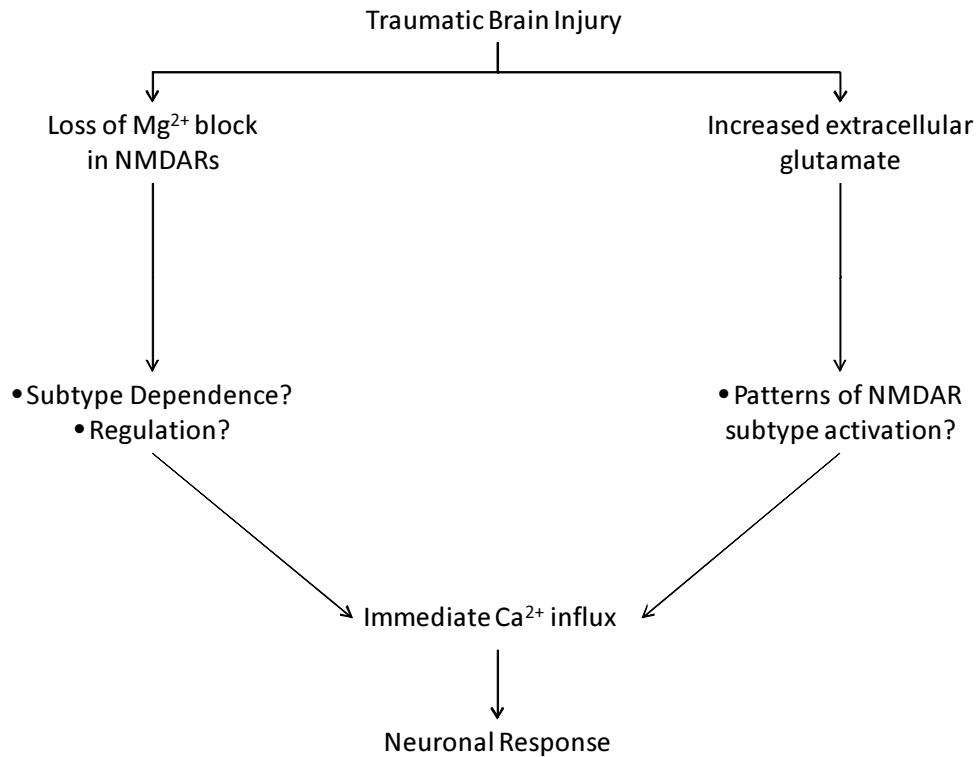 Traumatic Brain Injury
Loss of Mg²⁺ block
in NMDARs
Increased extracellular
glutamate
•Subtype Dependence?
•Regulation?
•Patterns of NMDAR
subtype activation?
Immediate Ca²⁺ influx
Neuronal Response